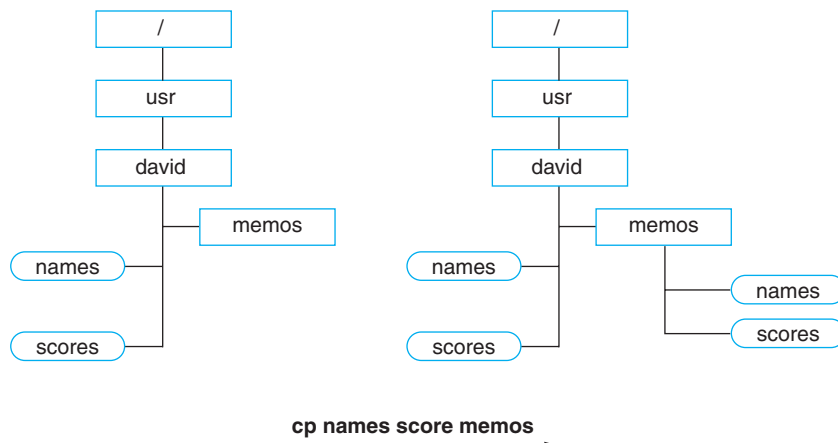 /
usr
david
memos
names
scores
/
usr
david
memos
names
names
scores
scores
cp names score memos